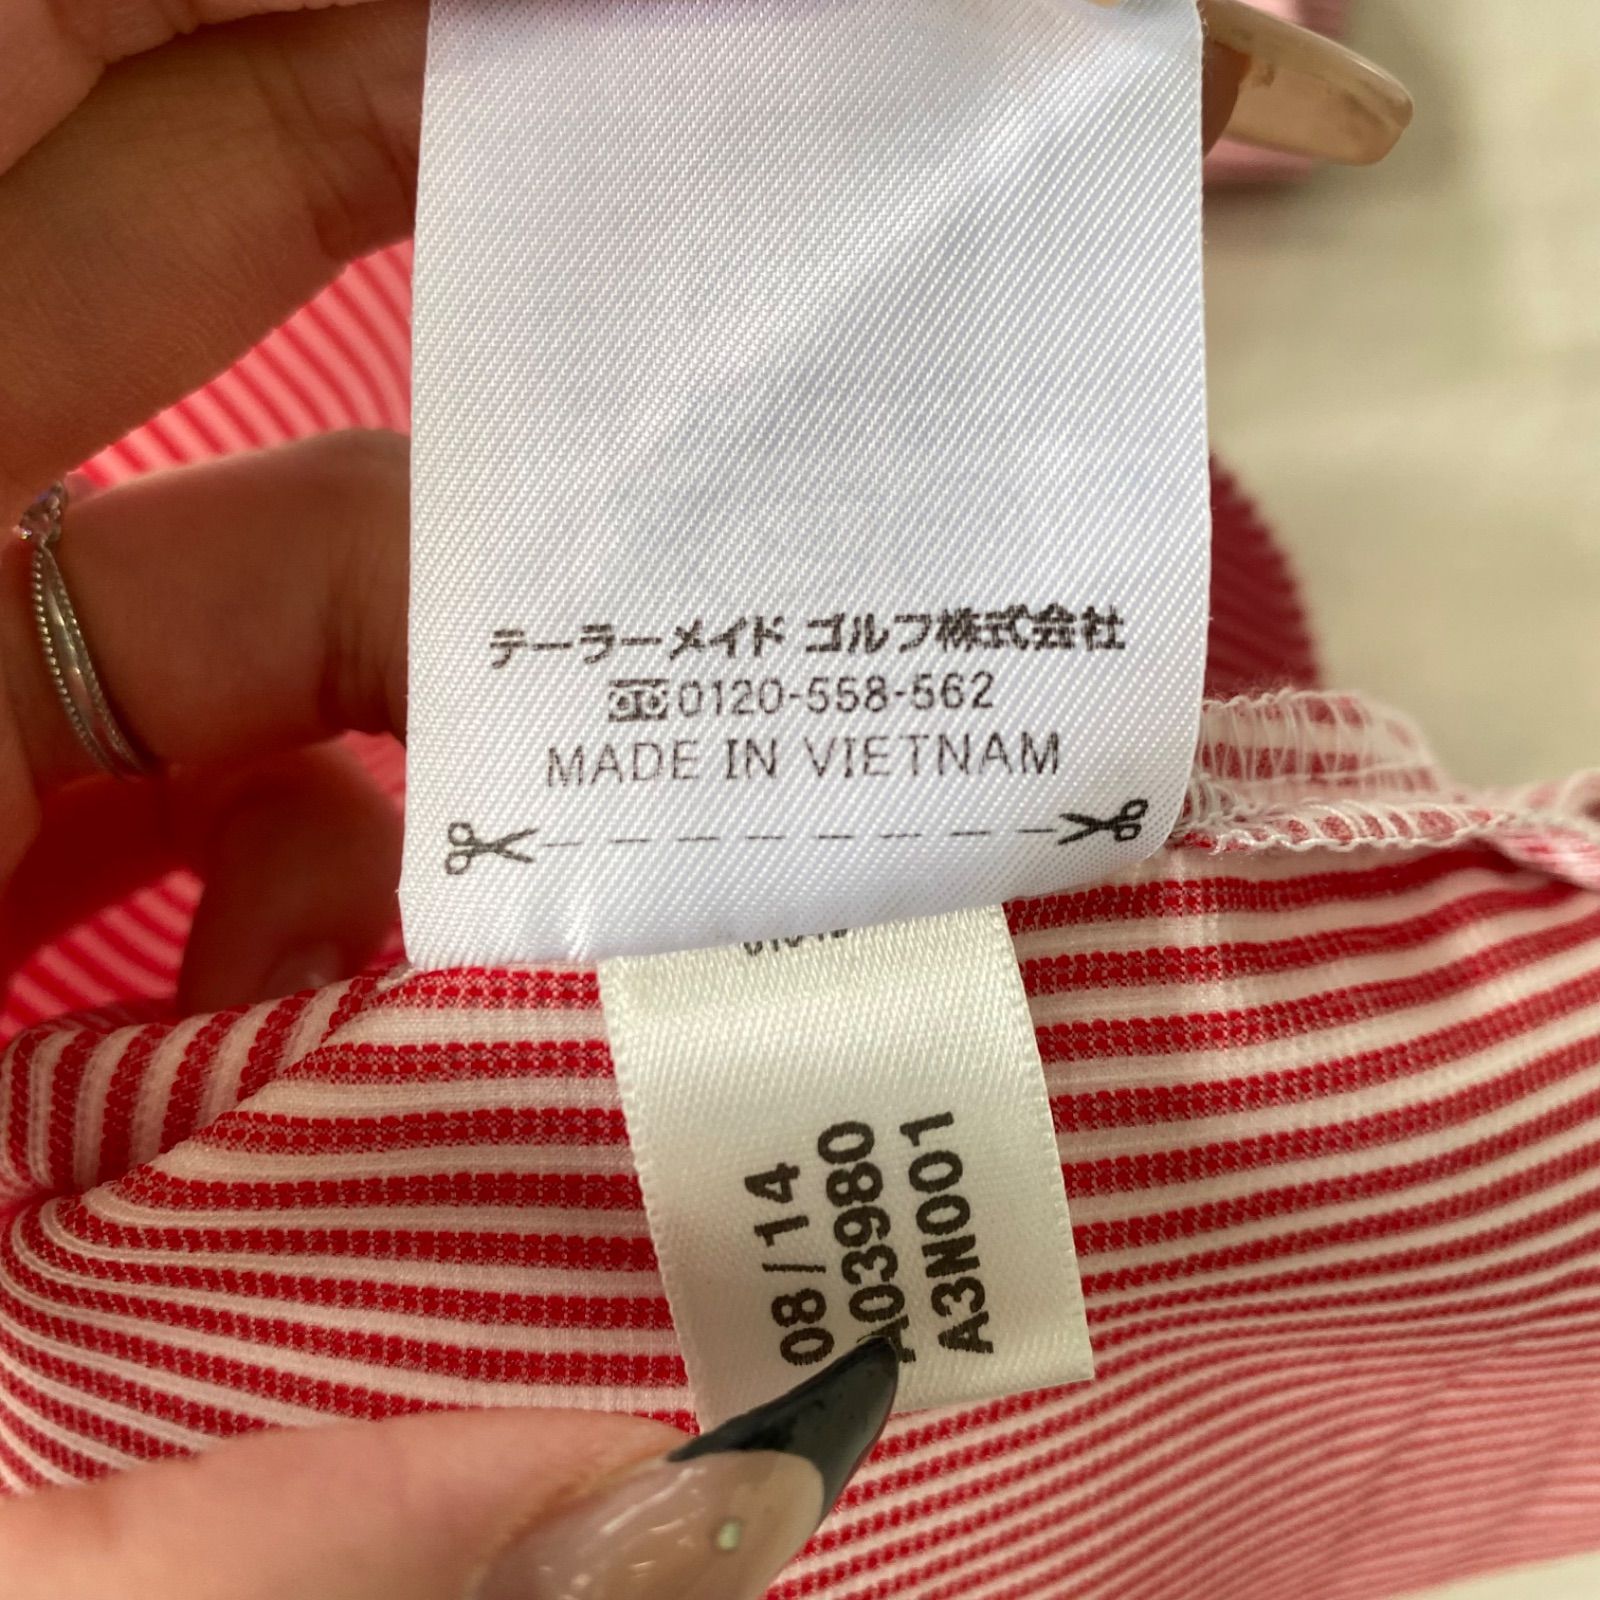 テーラーメイド ゴルフ株式会社
0120-558-562
MADE IN VIETNAM
08/14
A03980
A3N001